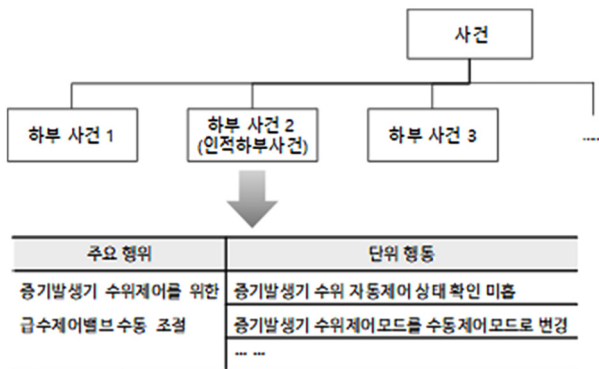 사건
하부 사건 1
하부 사건 2
(인적하부사건)
하부 사건 3
.....
주요 행위
단위 행동
증기발생기 수위제어를 위한
급수제어밸브 수동 조절
증기발생기 수위 자동제어 상태 확인 미흡
증기발생기 수위제어모드를 수동제어모드로 변경
... ...